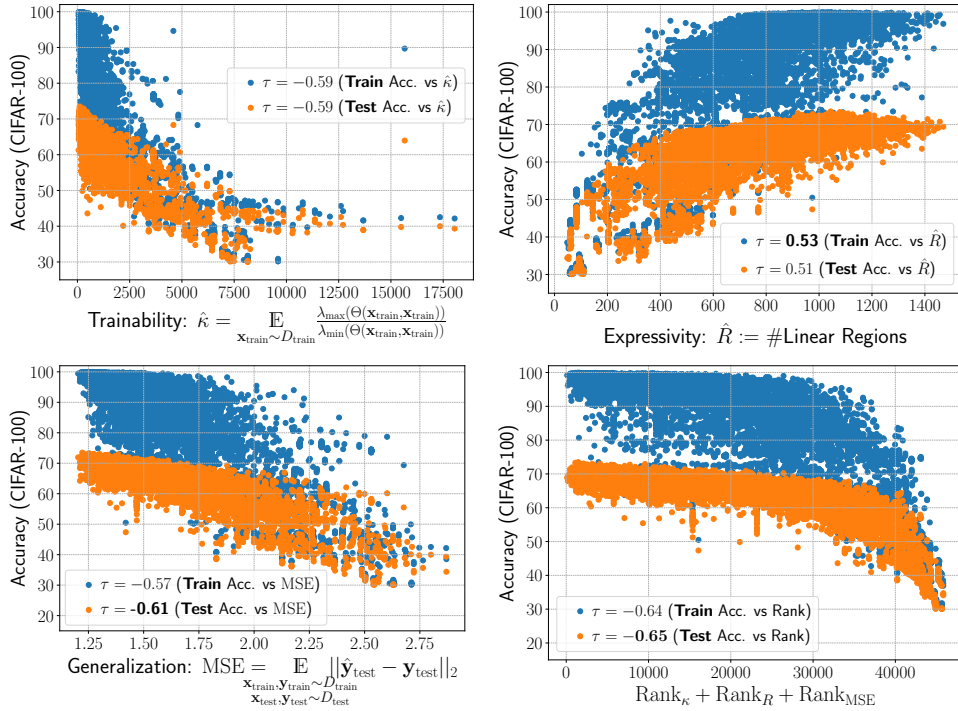 100
90
80
70
60
50
40
30
Accuracy (CIFAR-100)
τ = −0.59 (Train Acc. vs κ̂)
τ = −0.59 (Test Acc. vs κ̂)
0 2500 5000 7500 10000 12500 15000 17500
Trainability: κ̂ = 𝔼_{x_train∼D_train} λ_max(Θ(x_train,x_train)) / λ_min(Θ(x_train,x_train))
100
90
80
70
60
50
40
30
Accuracy (CIFAR-100)
τ = 0.53 (Train Acc. vs R̂)
τ = 0.51 (Test Acc. vs R̂)
0 200 400 600 800 1000 1200 1400
Expressivity: R̂ := #Linear Regions
100
90
80
70
60
50
40
30
20
Accuracy (CIFAR-100)
τ = −0.57 (Train Acc. vs MSE)
τ = -0.61 (Test Acc. vs MSE)
1.25 1.50 1.75 2.00 2.25 2.50 2.75
Generalization: MSE = 𝔼_{x_train,y_train∼D_train x_test,y_test∼D_test} ||ŷ_test − y_test||₂
100
90
80
70
60
50
40
30
20
Accuracy (CIFAR-100)
τ = −0.64 (Train Acc. vs Rank)
τ = −0.65 (Test Acc. vs Rank)
0 10000 20000 30000 40000
Rank_κ + Rank_R + Rank_MSE